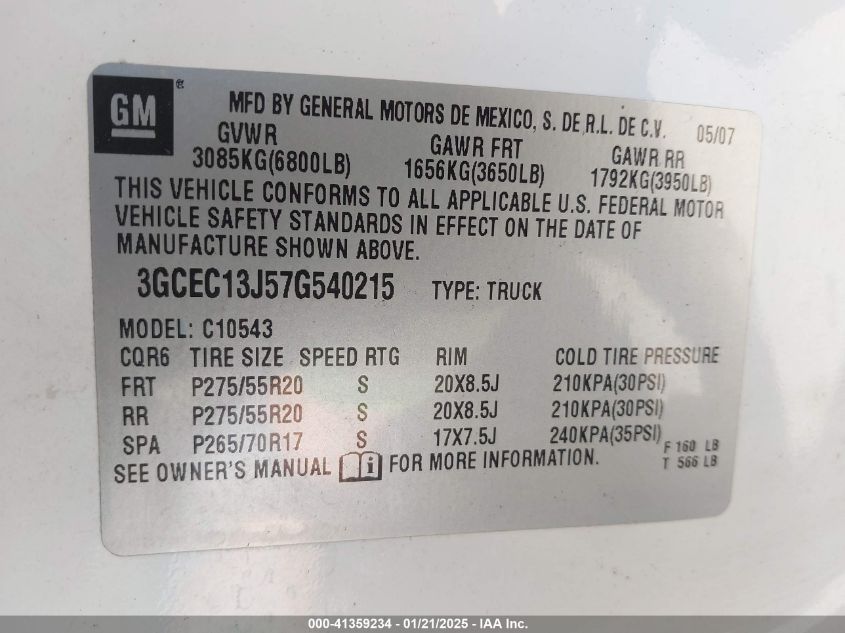 GM ®
MFD BY GENERAL MOTORS DE MEXICO, S. DE R.L. DE C.V. 05/07
GVWR GAWR FRT GAWR RR
3085KG(6800LB) 1656KG(3650LB) 1792KG(3950LB)
THIS VEHICLE CONFORMS TO ALL APPLICABLE U.S. FEDERAL MOTOR
VEHICLE SAFETY STANDARDS IN EFFECT ON THE DATE OF
MANUFACTURE SHOWN ABOVE.
3GCEC13J57G540215 TYPE: TRUCK
MODEL: C10543
CQR6 TIRE SIZE SPEED RTG RIM COLD TIRE PRESSURE
FRT P275/55R20 S 20X8.5J 210KPA(30PSI)
RR P275/55R20 S 20X8.5J 210KPA(30PSI)
SPA P265/70R17 S 17X7.5J 240KPA(35PSI) F 160 LB
SEE OWNER'S MANUAL i FOR MORE INFORMATION. T 566 LB
000-41359234 - 01/21/2025 - IAA Inc.